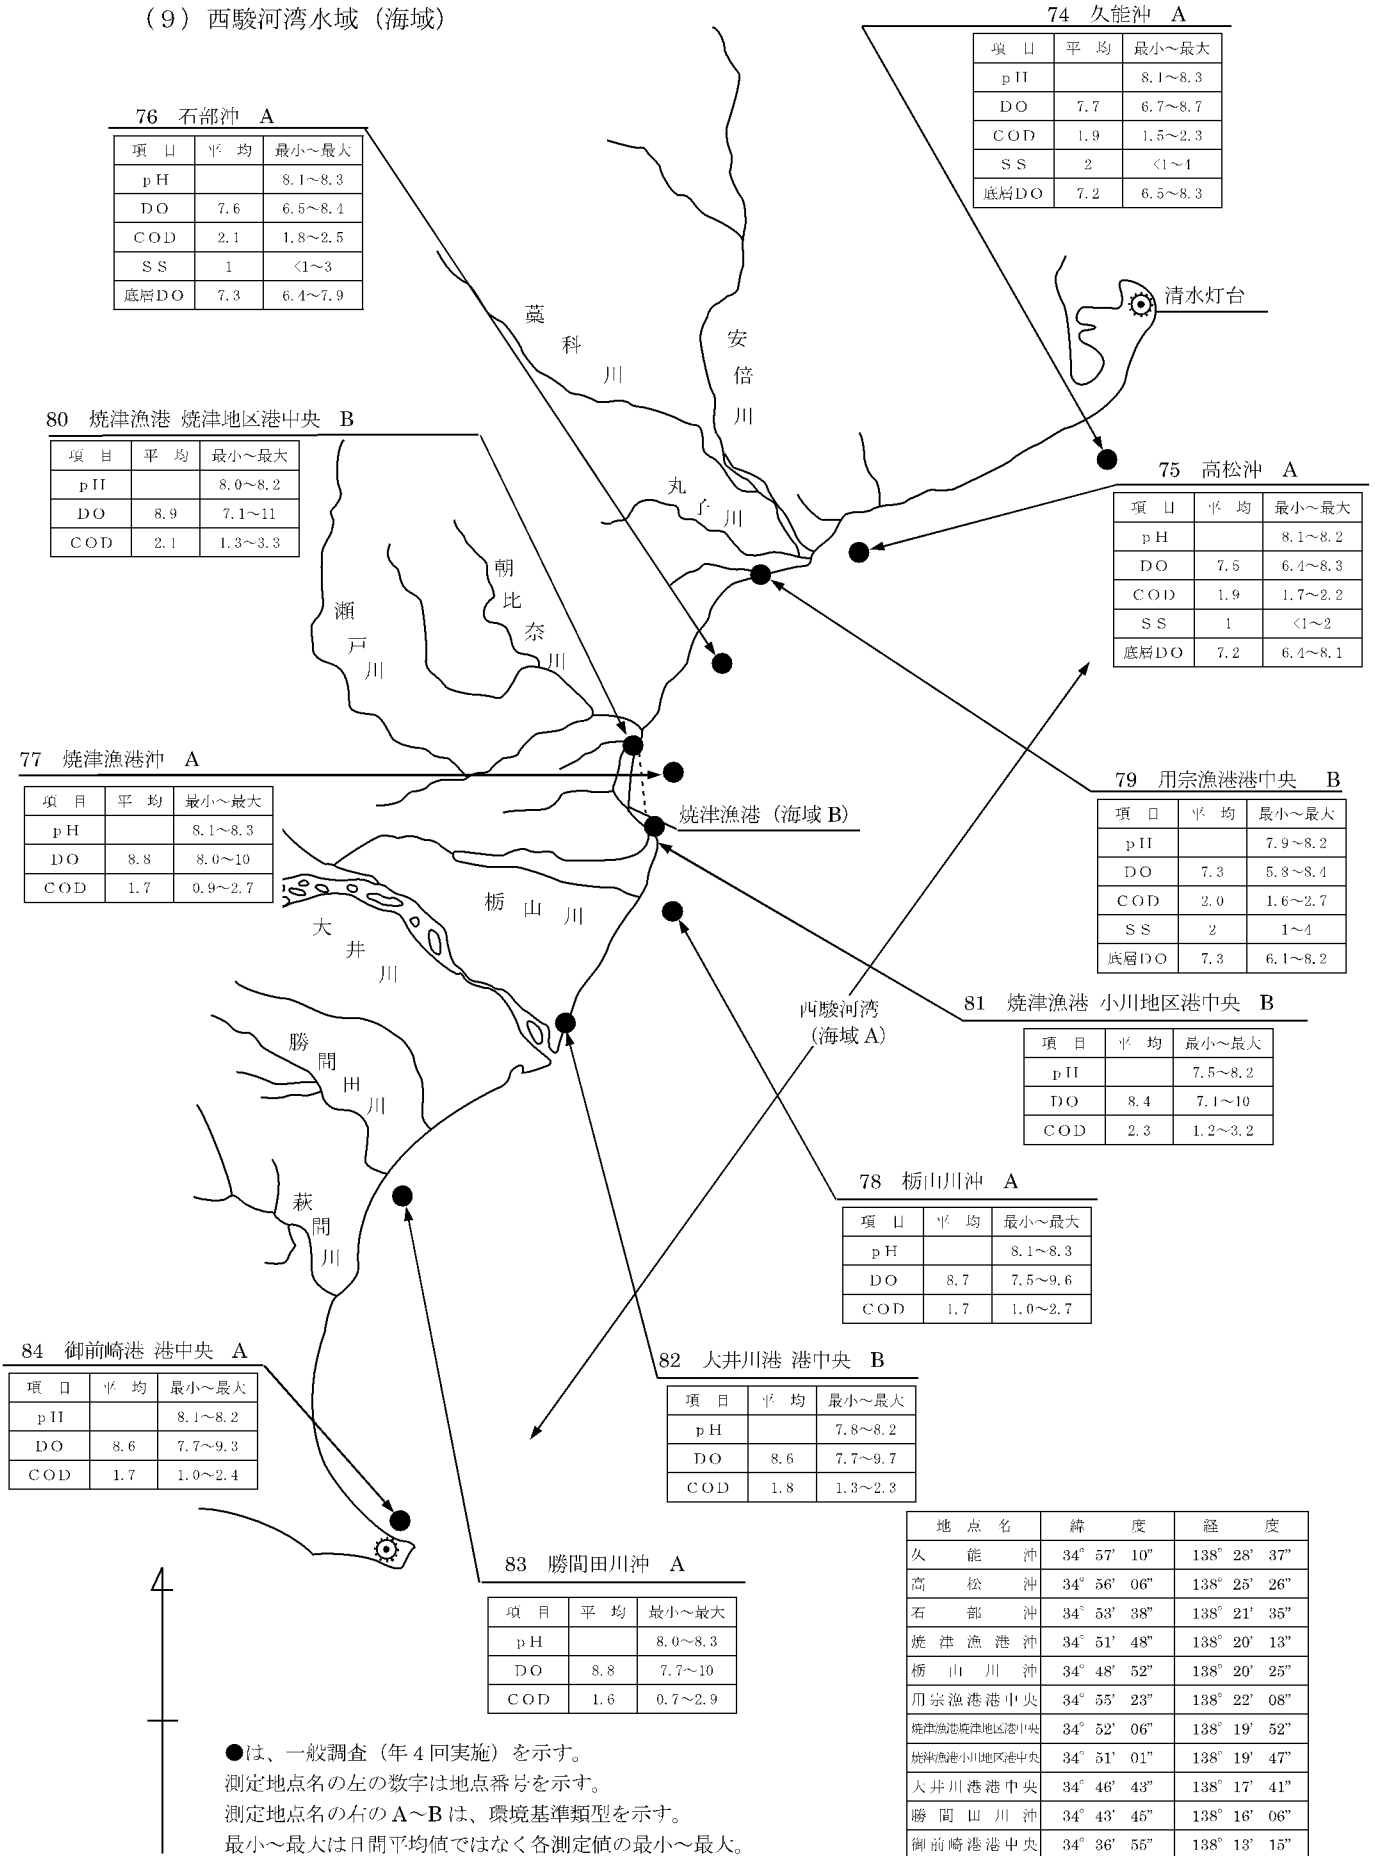 （９）西駿河湾水域（海域）
74　久能沖　A
項　目　平　均　最小～最大
ｐＨ　8.1～8.3
ＤＯ　7.7　6.7～8.7
ＣＯＤ　1.9　1.5～2.3
ＳＳ　2　<1～4
底層ＤＯ　7.2　6.5～8.3
76　石部沖　A
項　目　平　均　最小～最大
ｐＨ　8.1～8.3
ＤＯ　7.6　6.5～8.4
ＣＯＤ　2.1　1.8～2.5
ＳＳ　1　<1～3
底層ＤＯ　7.3　6.4～7.9
清水灯台
藁科川
安倍川
80　焼津漁港 焼津地区港中央　B
項　目　平　均　最小～最大
ｐＨ　8.0～8.2
ＤＯ　8.9　7.1～11
ＣＯＤ　2.1　1.3～3.3
丸子川
75　高松沖　A
項　目　平　均　最小～最大
ｐＨ　8.1～8.2
ＤＯ　7.5　6.4～8.3
ＣＯＤ　1.9　1.7～2.2
ＳＳ　1　<1～2
底層ＤＯ　7.2　6.4～8.1
朝比奈川
瀬戸川
77　焼津漁港沖　A
項　目　平　均　最小～最大
ｐＨ　8.1～8.3
ＤＯ　8.8　8.0～10
ＣＯＤ　1.7　0.9～2.7
焼津漁港（海域 B）
79　用宗漁港港中央　B
項　目　平　均　最小～最大
ｐＨ　7.9～8.2
ＤＯ　7.3　5.8～8.4
ＣＯＤ　2.0　1.6～2.7
ＳＳ　2　1～4
底層ＤＯ　7.3　6.1～8.2
栃山川
大井川
西駿河湾
（海域 A）
81　焼津漁港 小川地区港中央　B
項　目　平　均　最小～最大
ｐＨ　7.5～8.2
ＤＯ　8.4　7.1～10
ＣＯＤ　2.3　1.2～3.2
勝間田川
78　栃山川沖　A
項　目　平　均　最小～最大
ｐＨ　8.1～8.3
ＤＯ　8.7　7.5～9.6
ＣＯＤ　1.7　1.0～2.7
萩間川
84　御前崎港 港中央　A
項　目　平　均　最小～最大
ｐＨ　8.1～8.2
ＤＯ　8.6　7.7～9.3
ＣＯＤ　1.7　1.0～2.4
82　大井川港 港中央　B
項　目　平　均　最小～最大
ｐＨ　7.8～8.2
ＤＯ　8.6　7.7～9.7
ＣＯＤ　1.8　1.3～2.3
83　勝間田川沖　A
項　目　平　均　最小～最大
ｐＨ　8.0～8.3
ＤＯ　8.8　7.7～10
ＣＯＤ　1.6　0.7～2.9
地　点　名　緯　度　経　度
久能沖　34° 57’ 10”　138° 28’ 37”
高松沖　34° 56’ 06”　138° 25’ 26”
石部沖　34° 53’ 38”　138° 21’ 35”
焼津漁港沖　34° 51’ 48”　138° 20’ 13”
栃山川沖　34° 48’ 52”　138° 20’ 25”
用宗漁港港中央　34° 55’ 23”　138° 22’ 08”
焼津漁港焼津地区港中央　34° 52’ 06”　138° 19’ 52”
焼津漁港小川地区港中央　34° 51’ 01”　138° 19’ 47”
大井川港港中央　34° 46’ 43”　138° 17’ 41”
勝間田川沖　34° 43’ 45”　138° 16’ 06”
御前崎港港中央　34° 36’ 55”　138° 13’ 15”
●は、一般調査（年 4 回実施）を示す。
測定地点名の左の数字は地点番号を示す。
測定地点名の右の A～B は、環境基準類型を示す。
最小～最大は日間平均値ではなく各測定値の最小～最大。